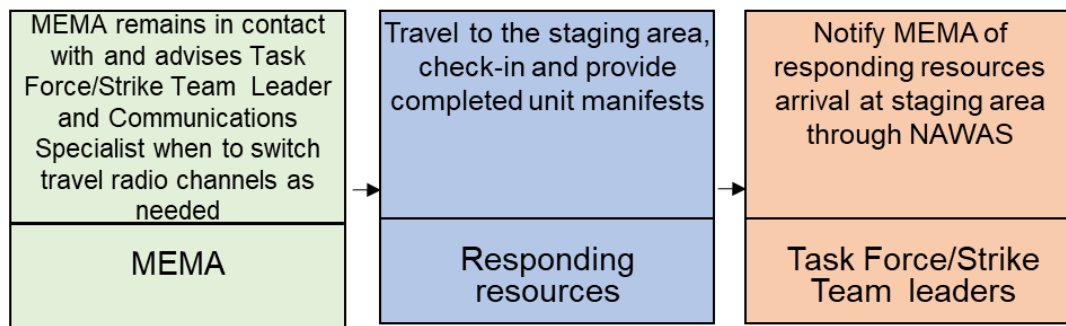 MEMA remains in contact
with and advises Task
Force/Strike Team Leader
and Communications
Specialist when to switch
travel radio channels as
needed
MEMA
Travel to the staging area,
check-in and provide
completed unit manifests
Responding
resources
Notify MEMA of
responding resources
arrival at staging area
through NAWAS
Task Force/Strike
Team leaders